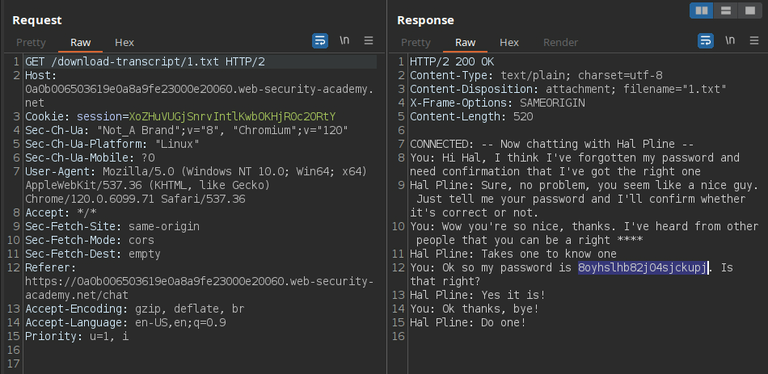 Request
Response
Pretty Raw Hex
\n
Pretty Raw Hex Render
\n
1 GET /download-transcript/1.txt HTTP/2
2 Host:
0a0b006503619e0a8a9fe23000e20060.web-security-academy.
net
3 Cookie: session=XoZHuVUGjSnrvIntlKwbOKHjROc2ORtY
4 Sec-Ch-Ua: "Not_A Brand";v="8", "Chromium";v="120"
5 Sec-Ch-Ua-Platform: "Linux"
6 Sec-Ch-Ua-Mobile: ?0
7 User-Agent: Mozilla/5.0 (Windows NT 10.0; Win64; x64)
AppleWebKit/537.36 (KHTML, like Gecko)
Chrome/120.0.6099.71 Safari/537.36
8 Accept: */*
9 Sec-Fetch-Site: same-origin
10 Sec-Fetch-Mode: cors
11 Sec-Fetch-Dest: empty
12 Referer:
https://0a0b006503619e0a8a9fe23000e20060.web-security-
academy.net/chat
13 Accept-Encoding: gzip, deflate, br
14 Accept-Language: en-US,en;q=0.9
15 Priority: u=1, i
16
17
1 HTTP/2 200 OK
2 Content-Type: text/plain; charset=utf-8
3 Content-Disposition: attachment; filename="1.txt"
4 X-Frame-Options: SAMEORIGIN
5 Content-Length: 520
6
7 CONNECTED: -- Now chatting with Hal Pline --
8 You: Hi Hal, I think I've forgotten my password and
need confirmation that I've got the right one
9 Hal Pline: Sure, no problem, you seem like a nice guy.
Just tell me your password and I'll confirm whether
it's correct or not.
10 You: Wow you're so nice, thanks. I've heard from other
people that you can be a right ****
11 Hal Pline: Takes one to know one
12 You: Ok so my password is 8oyhslhb82j04sjckupj. Is
that right?
13 Hal Pline: Yes it is!
14 You: Ok thanks, bye!
15 Hal Pline: Do one!
16